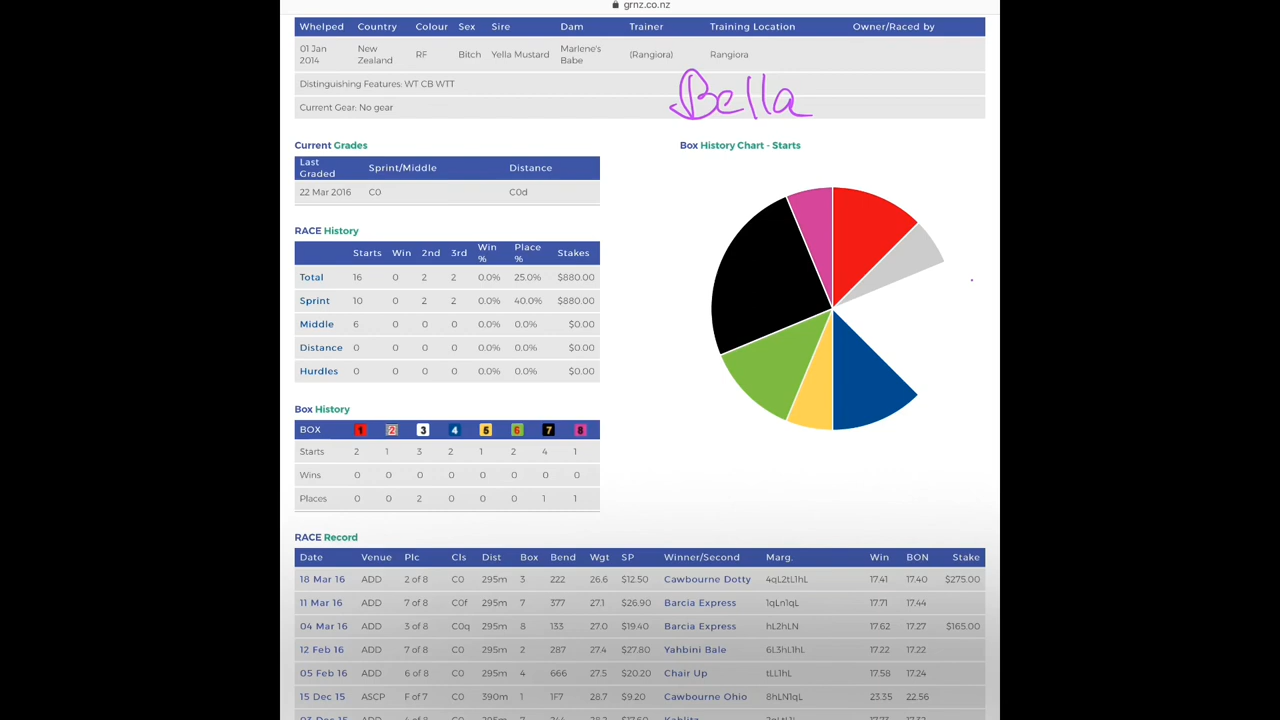 grnz.co.nz
Whelped Country Colour Sex Sire Dam Trainer Training Location Owner/Raced by
01 Jan 2014 New Zealand RF Bitch Yella Mustard Marlene's Babe (Rangiora) Rangiora
Distinguishing Features: WT CB WTT
Bella
Current Gear: No gear
Current Grades
Last Graded Sprint/Middle Distance
22 Mar 2016 C0 C0d
Box History Chart - Starts
RACE History
Starts Win 2nd 3rd Win % Place % Stakes
Total 16 0 2 2 0.0% 25.0% $880.00
Sprint 10 0 2 2 0.0% 40.0% $880.00
Middle 6 0 0 0 0.0% 0.0% $0.00
Distance 0 0 0 0 0.0% 0.0% $0.00
Hurdles 0 0 0 0 0.0% 0.0% $0.00
Box History
BOX 1 2 3 4 5 6 7 8
Starts 2 1 3 2 1 2 4 1
Wins 0 0 0 0 0 0 0 0
Places 0 0 2 0 0 0 1 1
RACE Record
Date Venue Plc Cls Dist Box Bend Wgt SP Winner/Second Marg. Win BON Stake
18 Mar 16 ADD 2 of 8 C0 295m 3 222 26.6 $12.50 Cawbourne Dotty 4qL2tL1hL 17.41 17.40 $275.00
11 Mar 16 ADD 7 of 8 C0f 295m 7 377 27.1 $26.90 Barcia Express 1qLn1qL 17.71 17.44
04 Mar 16 ADD 3 of 8 C0q 295m 8 133 27.0 $19.40 Barcia Express hL2hLN 17.62 17.27 $165.00
12 Feb 16 ADD 7 of 8 C0 295m 2 287 27.4 $27.80 Yahbini Bale 6L3hL1hL 17.22 17.22
05 Feb 16 ADD 6 of 8 C0 295m 4 666 27.5 $20.20 Chair Up tLL1hL 17.58 17.24
15 Dec 15 ASCP F of 7 C0 390m 1 1F7 28.7 $9.20 Cawbourne Ohio 8hLN1qL 23.35 22.56